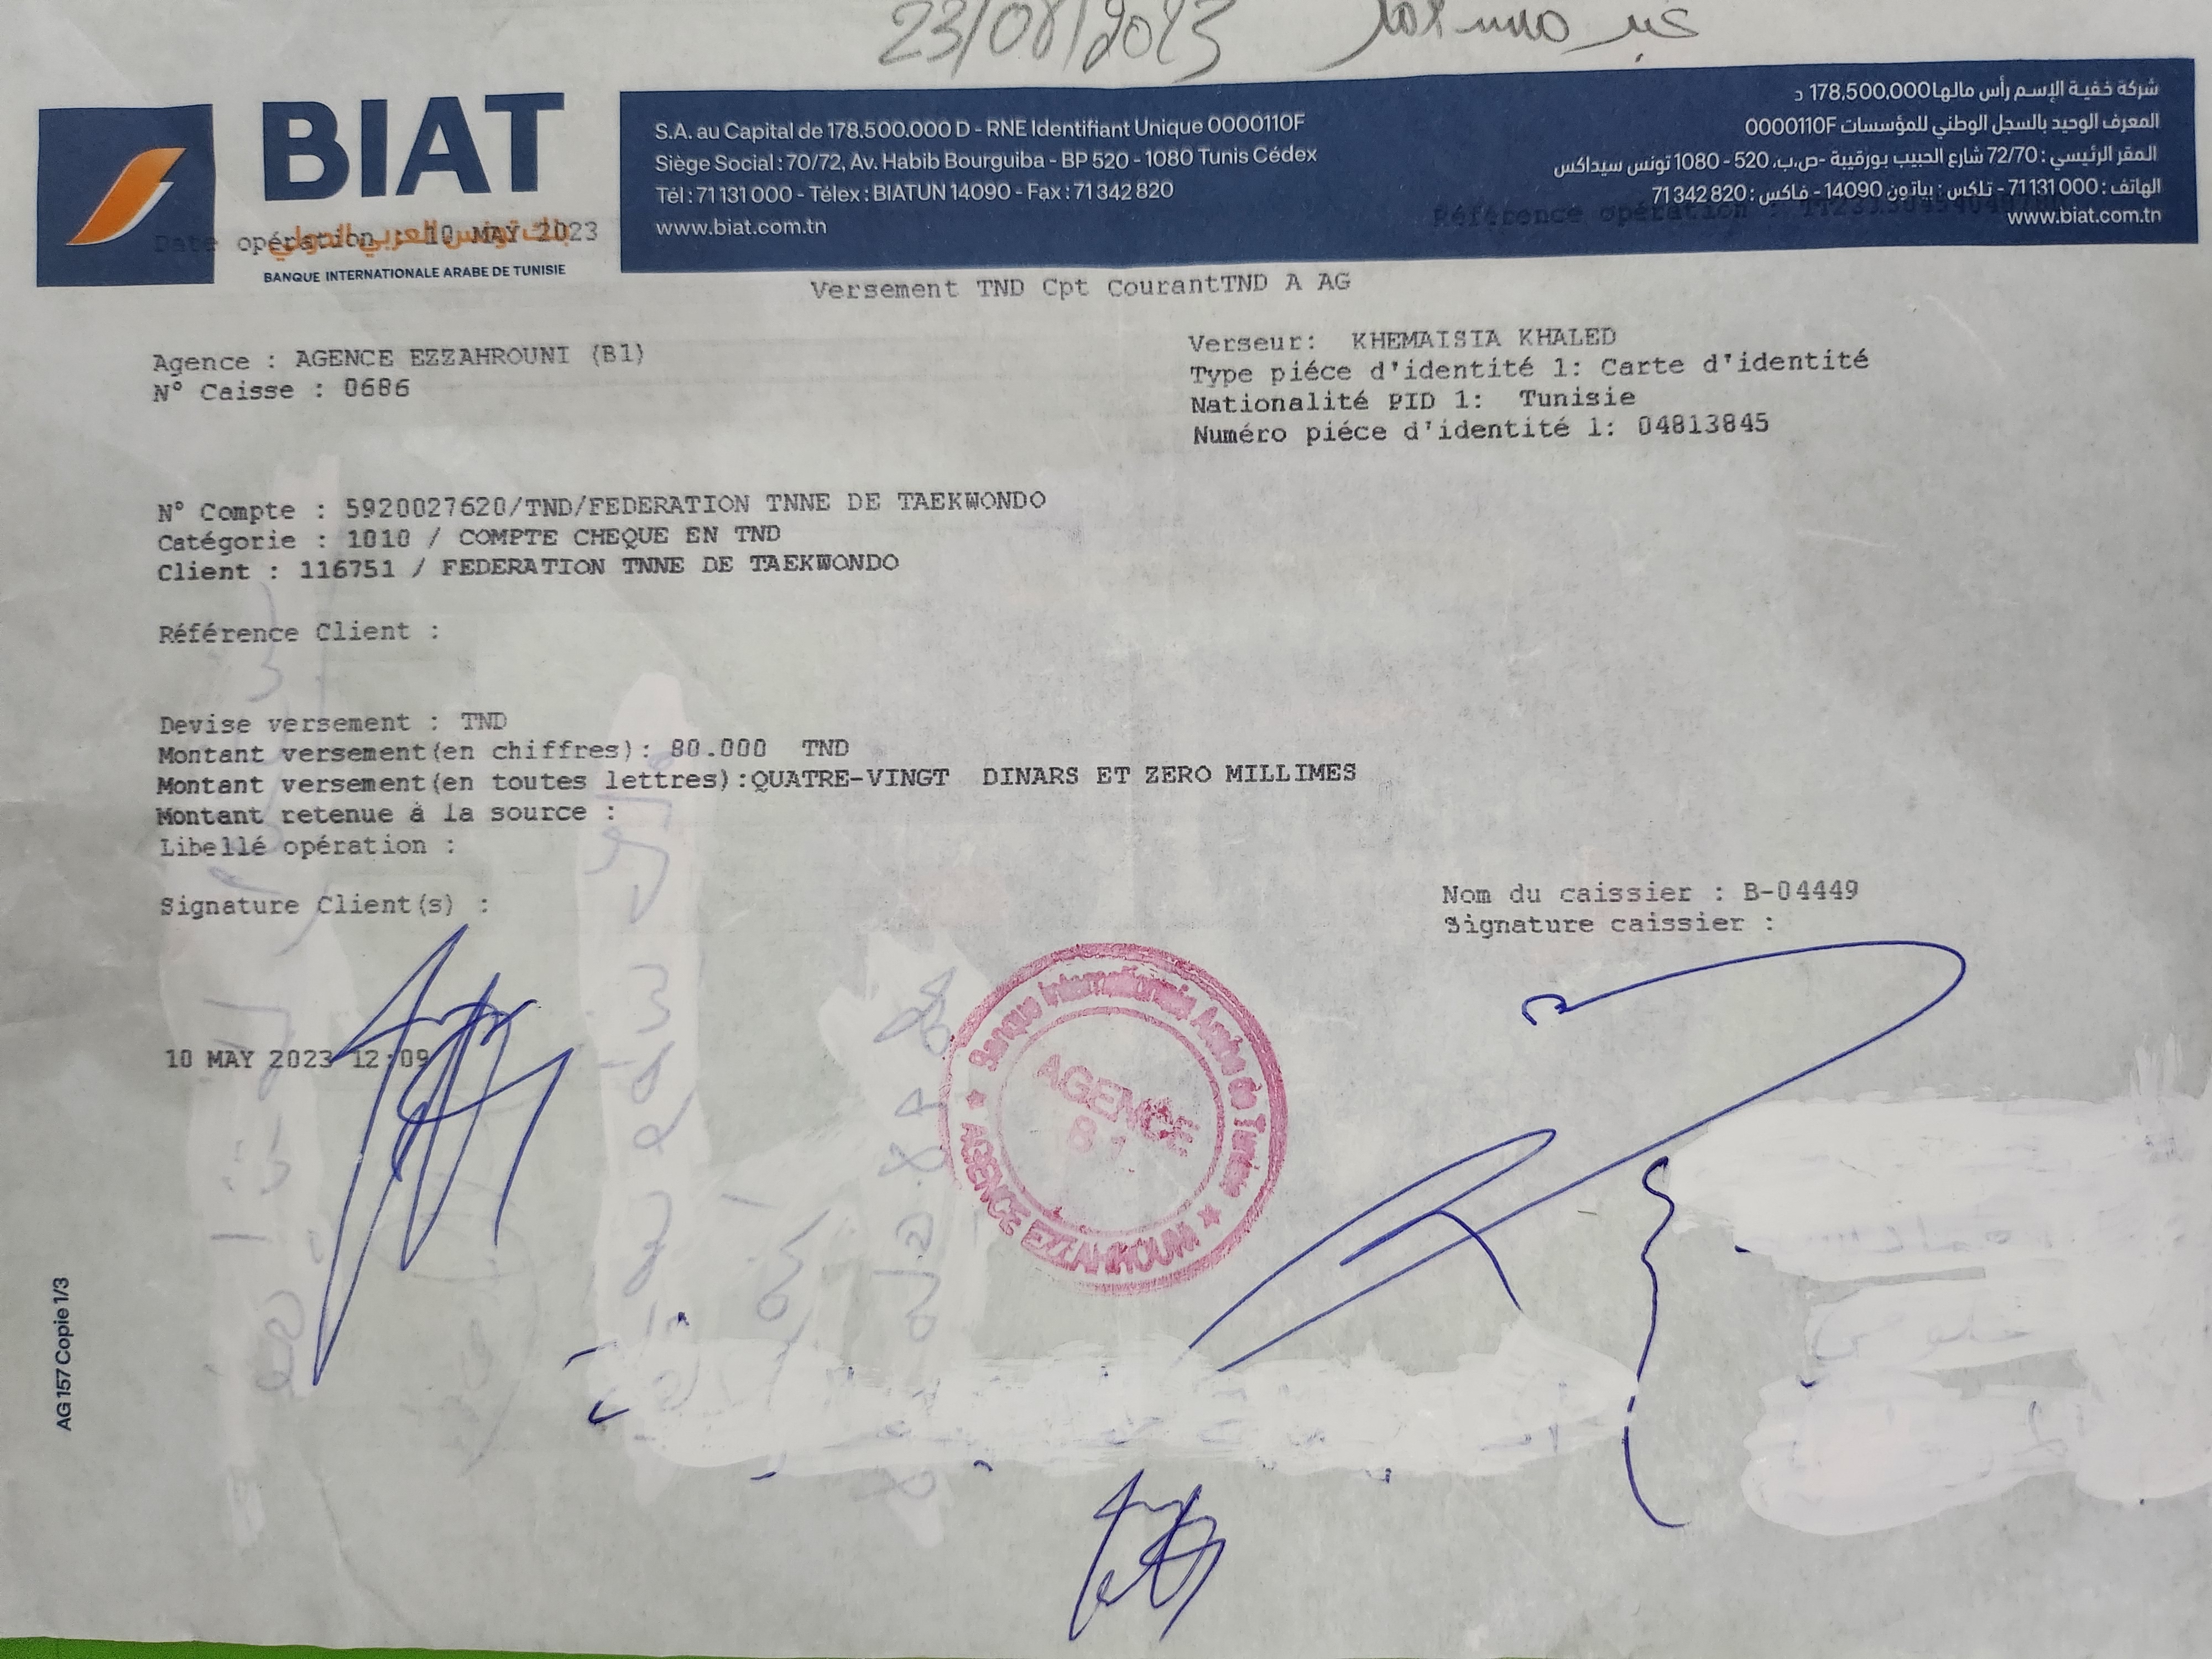 23/08/2023
BIAT
بنك تونس العربي الدولي
BANQUE INTERNATIONALE ARABE DE TUNISIE
S.A. au Capital de 178.500.000 D - RNE Identifiant Unique 0000110F
Siège Social : 70/72, Av. Habib Bourguiba - BP 520 - 1080 Tunis Cédex
Tél : 71 131 000 - Télex : BIATUN 14090 - Fax : 71 342 820
www.biat.com.tn
شركة خفية الإسم رأس مالها 178,500,000 د
المعرف الوحيد بالسجل الوطني للمؤسسات 0000110F
المقر الرئيسي : 72/70 شارع الحبيب بورقيبة -ص.ب. 520 - 1080 تونس سيداكس
الهاتف : 71 131 000 - تلكس : بياتون 14090 - فاكس : 71 342 820
www.biat.com.tn
Date opération : 10 MAY 2023
Référence opération :
Versement TND Cpt CourantTND A AG
Agence : AGENCE EZZAHROUNI (B1)
N° Caisse : 0686
Verseur: KHEMAISIA KHALED
Type piéce d'identité 1: Carte d'identité
Nationalité PID 1: Tunisie
Numéro piéce d'identité 1: 04813845
N° Compte : 5920027620/TND/FEDERATION TNNE DE TAEKWONDO
Catégorie : 1010 / COMPTE CHEQUE EN TND
Client : 116751 / FEDERATION TNNE DE TAEKWONDO
Référence Client :
Devise versement : TND
Montant versement(en chiffres): 80.000 TND
Montant versement(en toutes lettres):QUATRE-VINGT DINARS ET ZERO MILLIMES
Montant retenue à la source :
Libellé opération :
Signature Client(s) :
Nom du caissier : B-04449
Signature caissier :
10 MAY 2023 12:09
Banque Internationale Arabe de Tunisie
AGENCE
B1
AGENCE EZZAHROUNI
AG 157 Copie 1/3